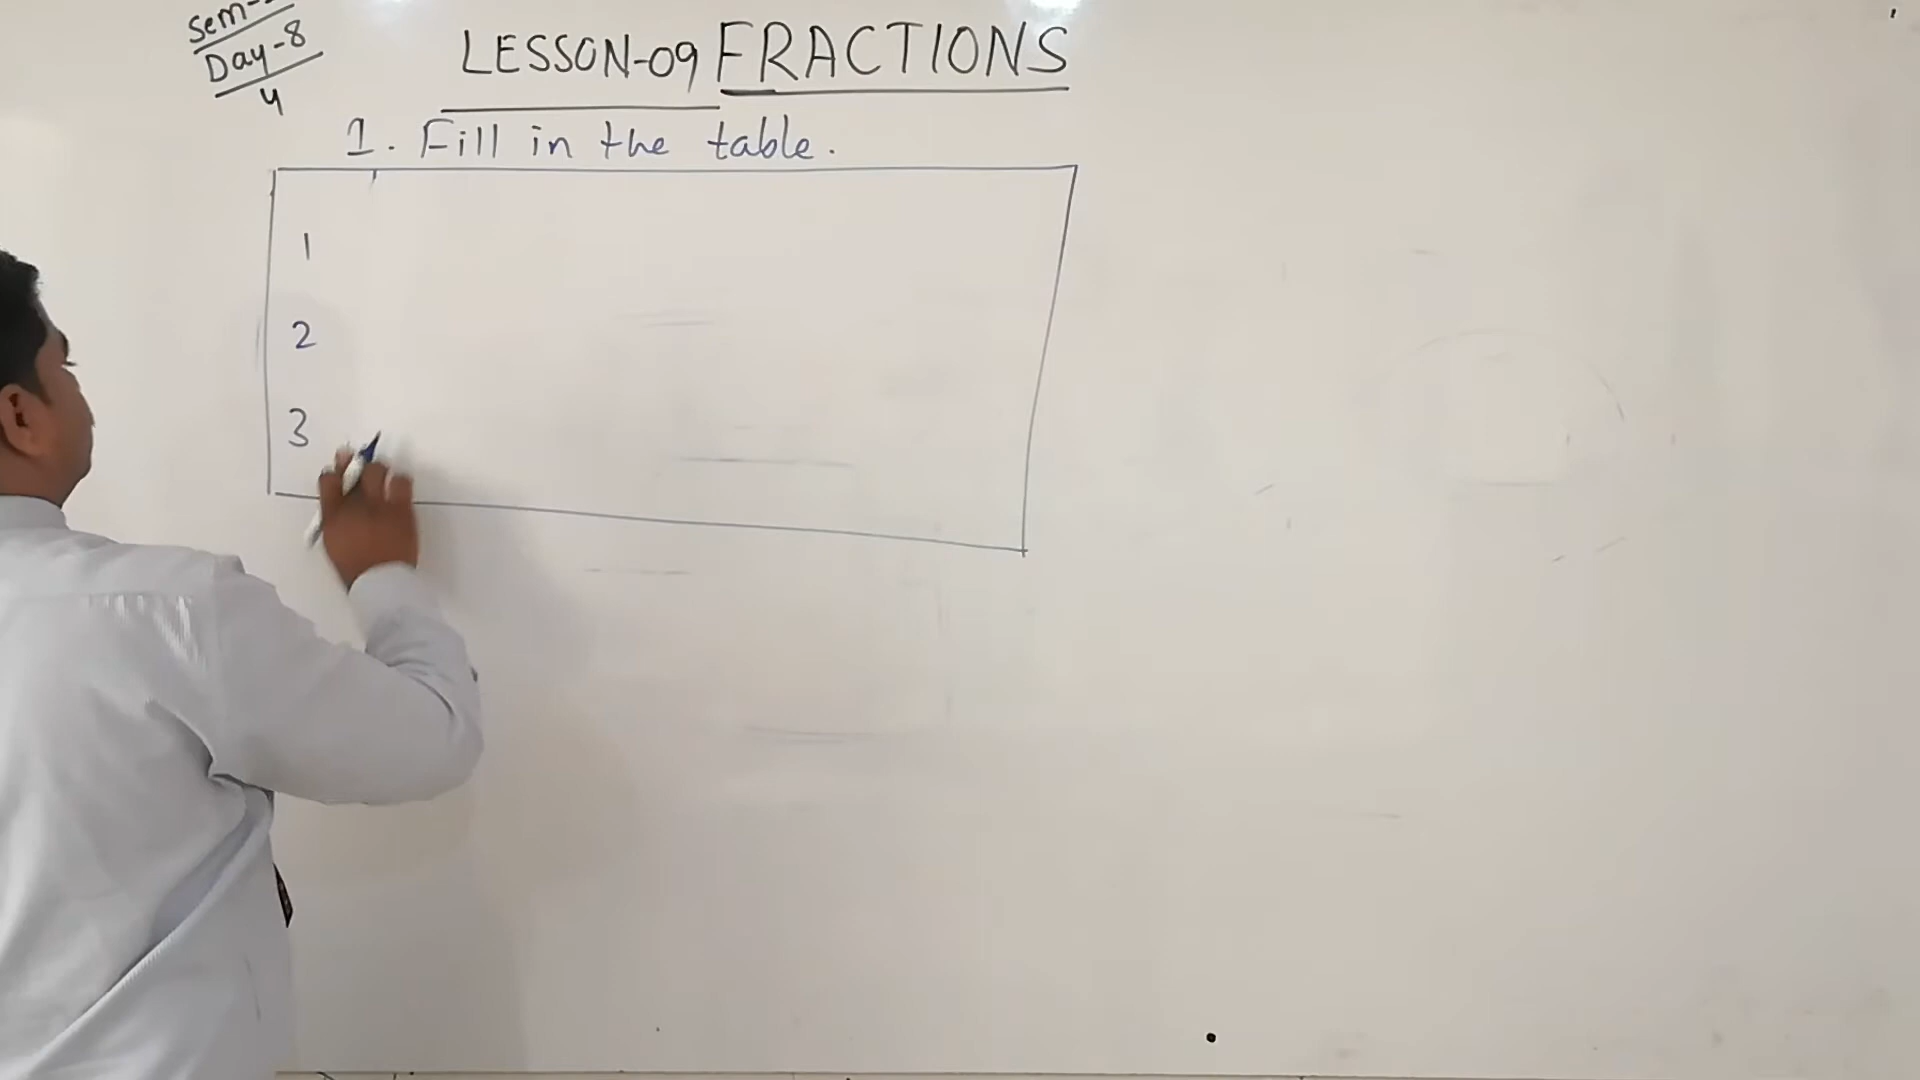 Sem-
Day-8
4
LESSON-09 FRACTIONS
1. Fill in the table.
1
2
3